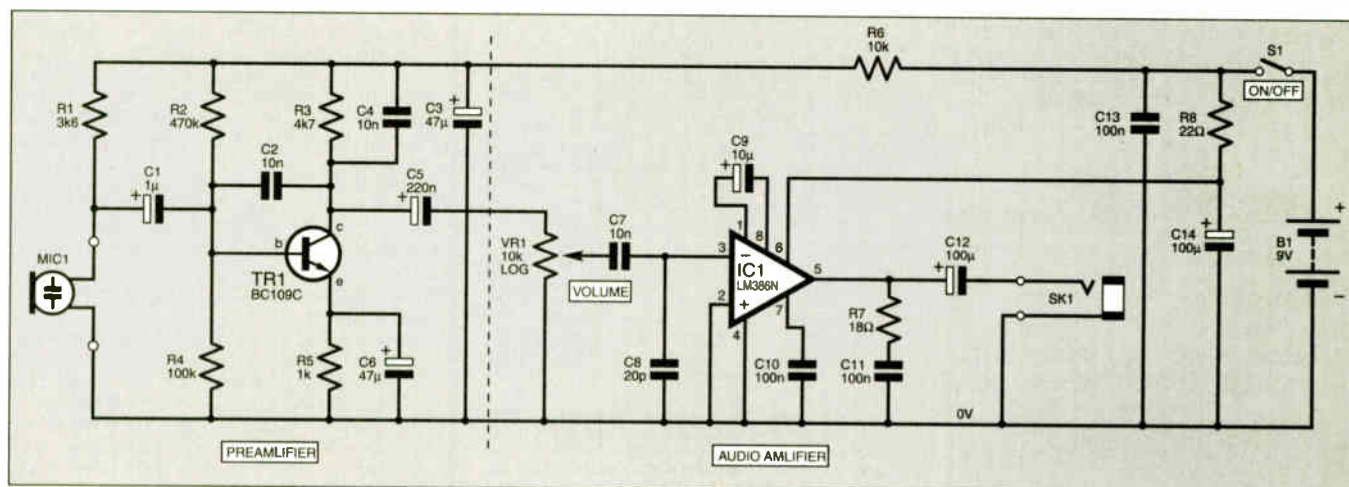 R6
10k
S1
ON/OFF
R1
3k6
R2
470k
R3
4k7
C4
10n
C3
+
47µ
C13
100n
R8
22Ω
C9
+
10µ
C2
10n
C1
+
1µ
C5
220n
+
1
8
6
C7
10n
C12
100µ
+
C14
100µ
+
+
B1
9V
−
MIC1
b
c
e
TR1
BC109C
VR1
10k
LOG
VOLUME
3
−
IC1
LM386N
5
2
+
7
4
SK1
R7
18Ω
R4
100k
R5
1k
+
C6
47µ
C8
20p
C10
100n
C11
100n
0V
PREAMLIFIER
AUDIO AMLIFIER